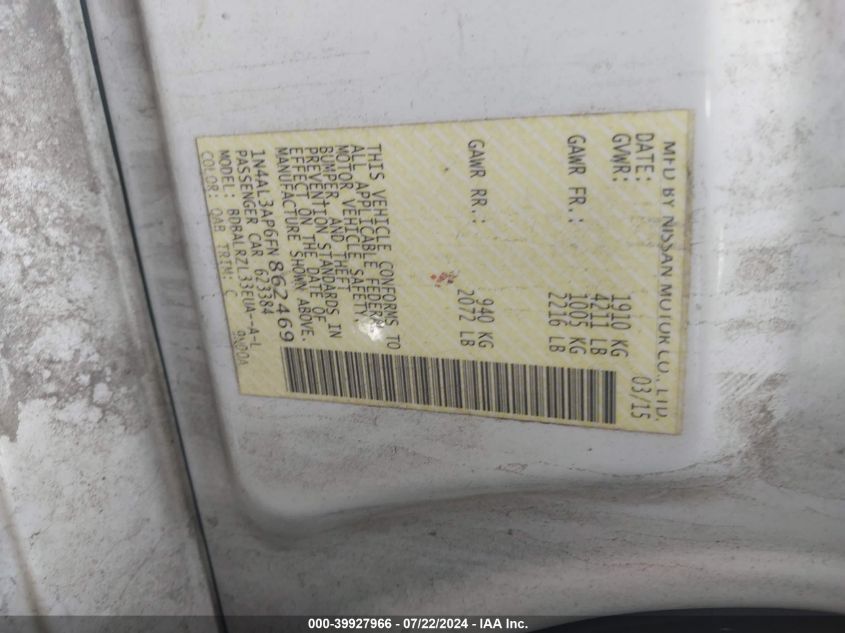 MFD BY NISSAN MOTOR CO., LTD.
DATE: 03/15
GVWR: 1910 KG
4211 LB
GAWR FR.: 1005 KG
2216 LB
GAWR RR.: 940 KG
2072 LB
THIS VEHICLE CONFORMS TO
ALL APPLICABLE FEDERAL
MOTOR VEHICLE SAFETY,
BUMPER, AND THEFT
PREVENTION STANDARDS IN
EFFECT ON THE DATE OF
MANUFACTURE SHOWN ABOVE.
1N4AL3AP6FN862469
PASSENGER CAR 623384
MODEL: BDBALRZL33EUA--A-L
COLOR: QAB TRIM: C
000-39927966 - 07/22/2024 - IAA Inc.